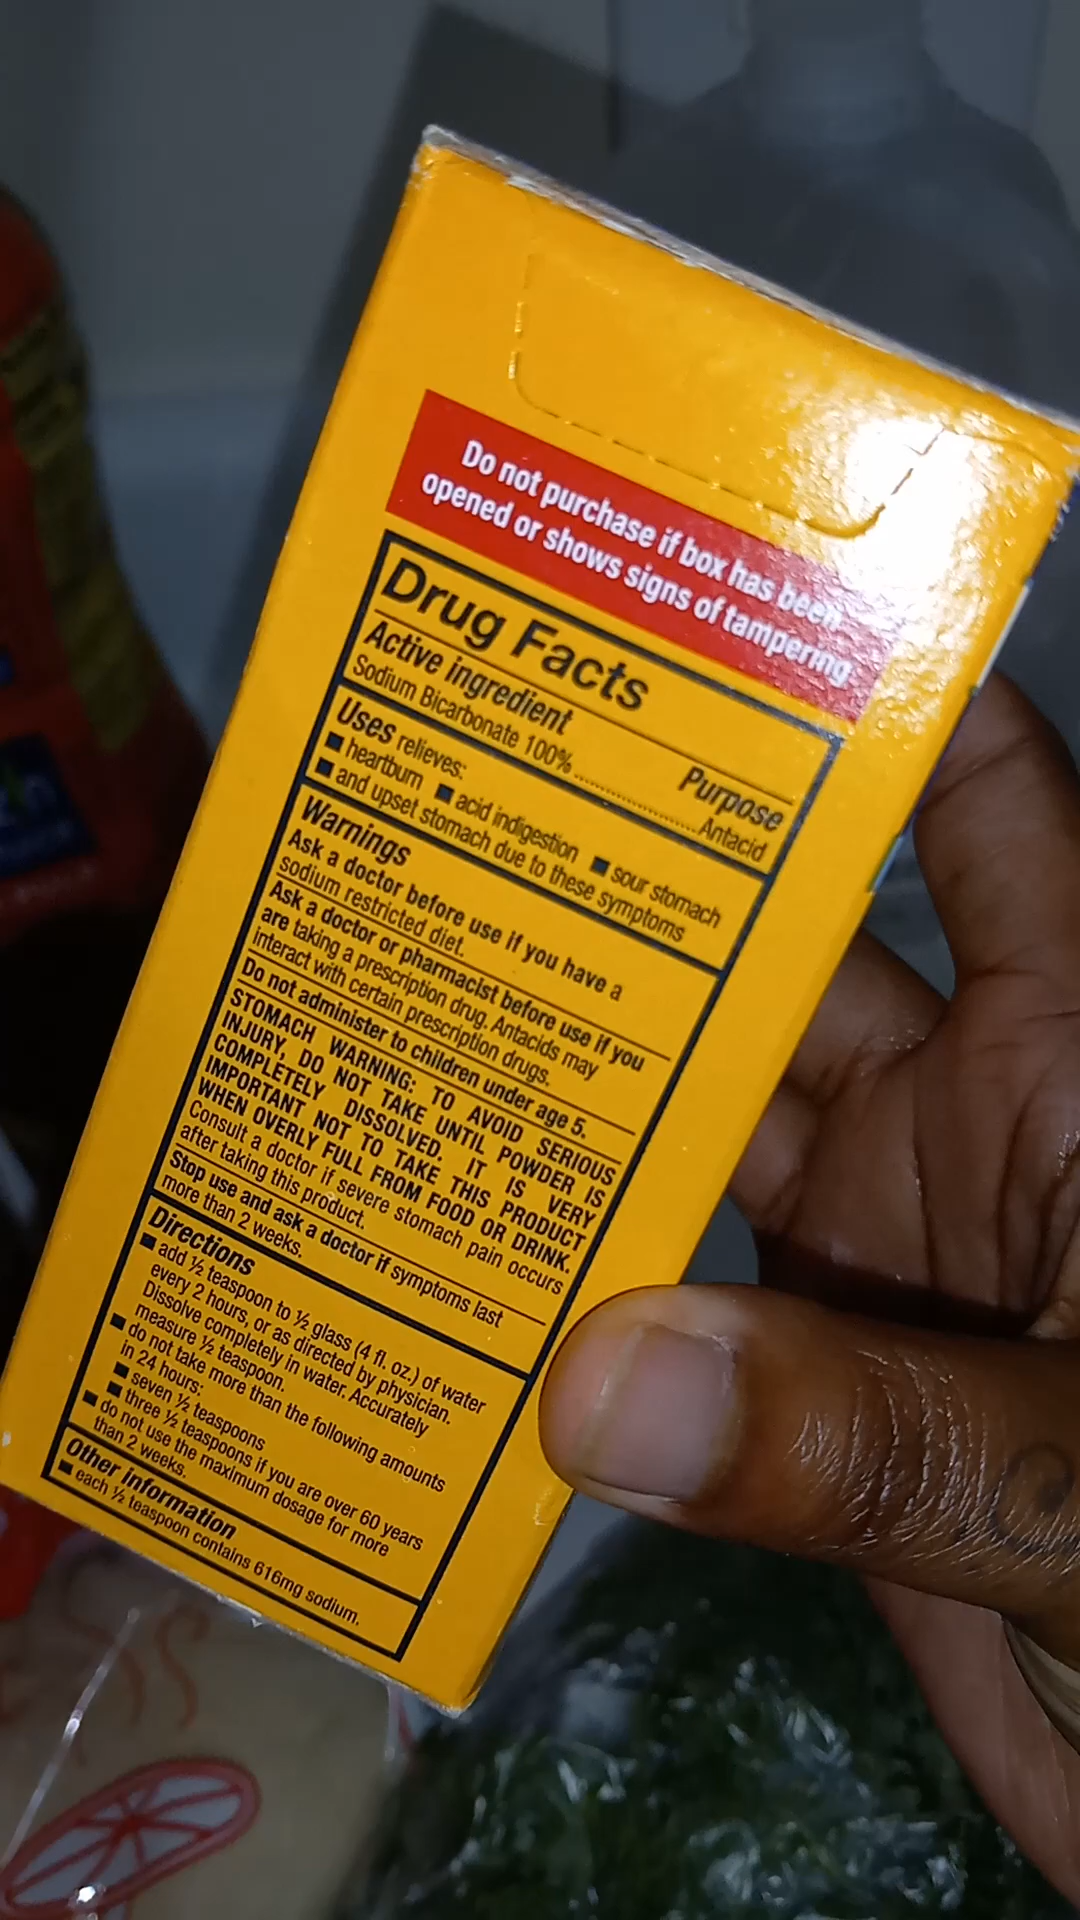 Do not purchase if box has been
opened or shows signs of tampering
Drug Facts
Active ingredient Purpose
Sodium Bicarbonate 100%........................Antacid
Uses relieves:
■ heartburn ■ acid indigestion ■ sour stomach
■ and upset stomach due to these symptoms
Warnings
Ask a doctor before use if you have a
sodium restricted diet.
Ask a doctor or pharmacist before use if you
are taking a prescription drug. Antacids may
interact with certain prescription drugs.
Do not administer to children under age 5.
STOMACH WARNING: TO AVOID SERIOUS
INJURY, DO NOT TAKE UNTIL POWDER IS
COMPLETELY DISSOLVED. IT IS VERY
IMPORTANT NOT TO TAKE THIS PRODUCT
WHEN OVERLY FULL FROM FOOD OR DRINK.
Consult a doctor if severe stomach pain occurs
after taking this product.
Stop use and ask a doctor if symptoms last
more than 2 weeks.
Directions
■ add ½ teaspoon to ½ glass (4 fl. oz.) of water
every 2 hours, or as directed by physician.
Dissolve completely in water. Accurately
measure ½ teaspoon.
■ do not take more than the following amounts
in 24 hours:
■ seven ½ teaspoons
■ three ½ teaspoons if you are over 60 years
■ do not use the maximum dosage for more
than 2 weeks.
Other information
■ each ½ teaspoon contains 616mg sodium.